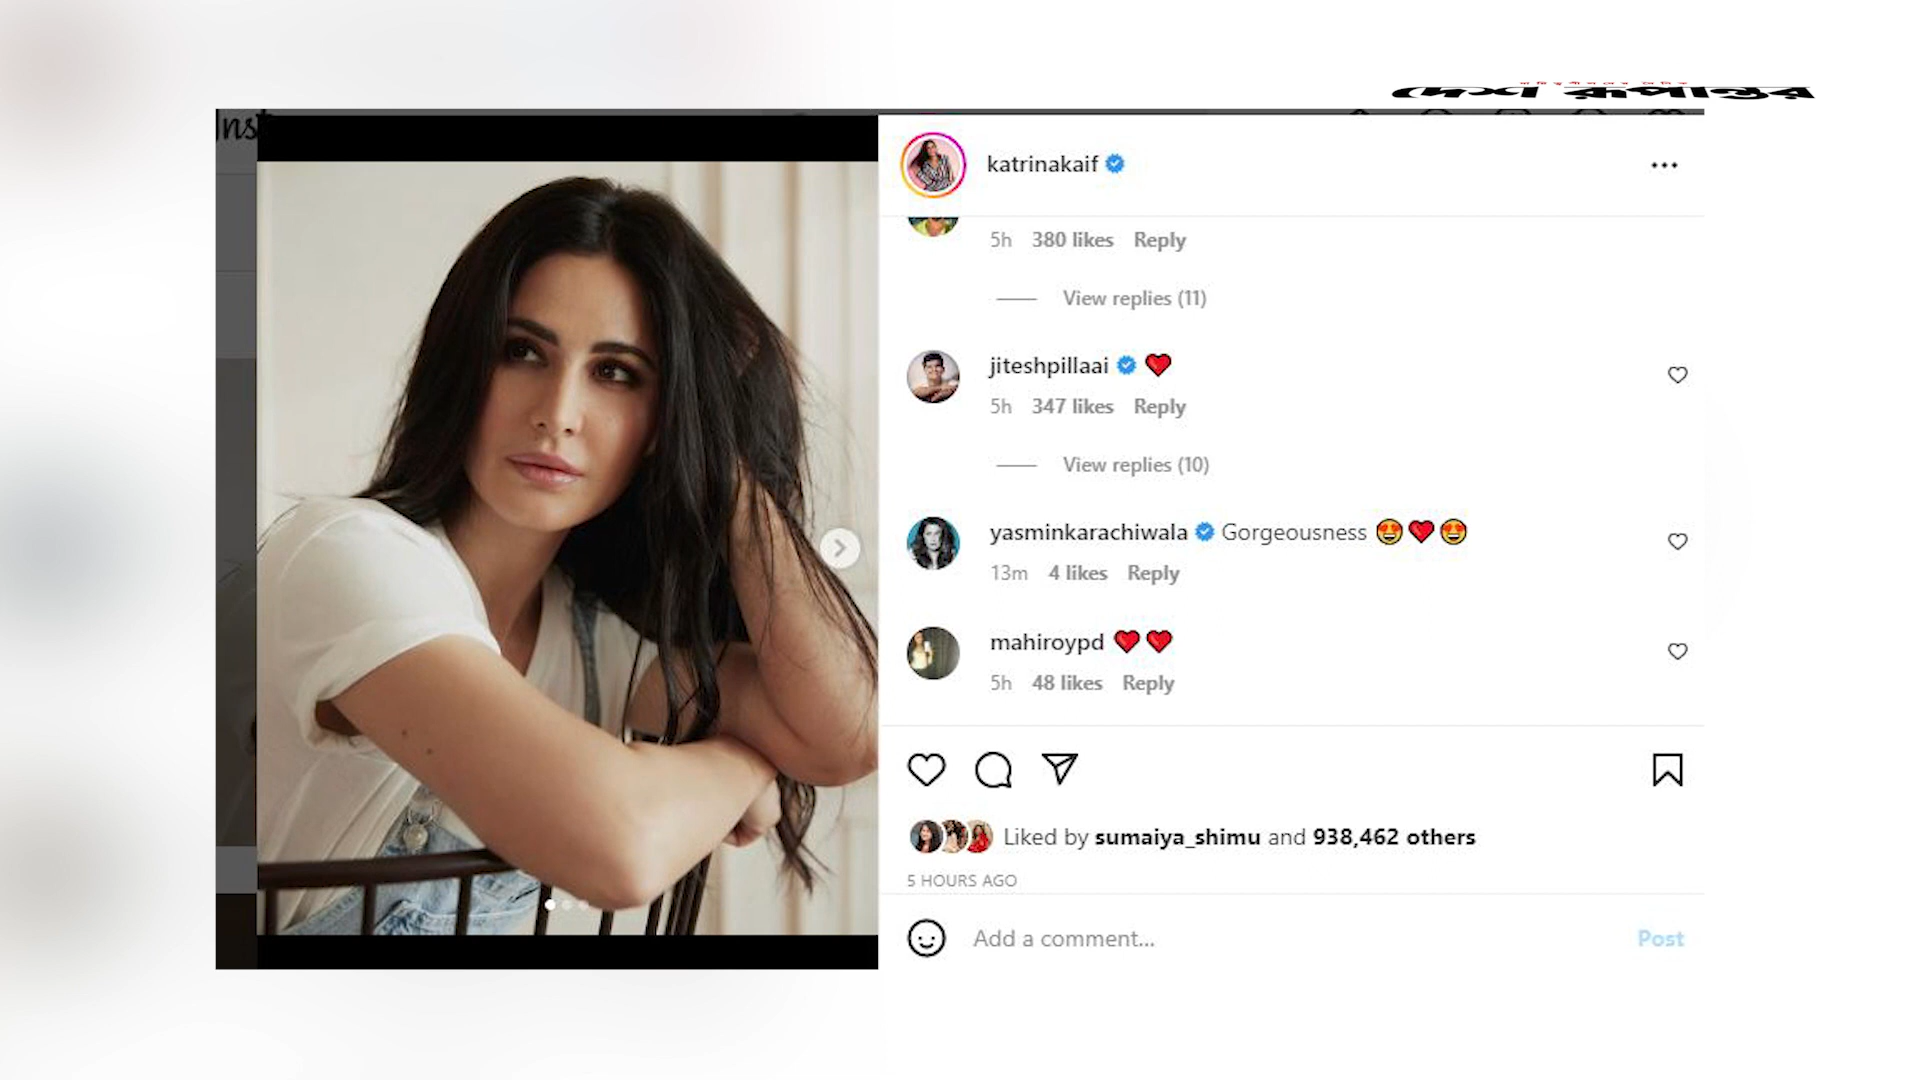 দেশ রূপান্তর
Inst
katrinakaif
5h 380 likes Reply
View replies (11)
jiteshpillaai ❤️
5h 347 likes Reply
View replies (10)
yasminkarachiwala Gorgeousness 😍❤️😍
13m 4 likes Reply
mahiroypd ❤️❤️
5h 48 likes Reply
Liked by sumaiya_shimu and 938,462 others
5 HOURS AGO
Add a comment...
Post